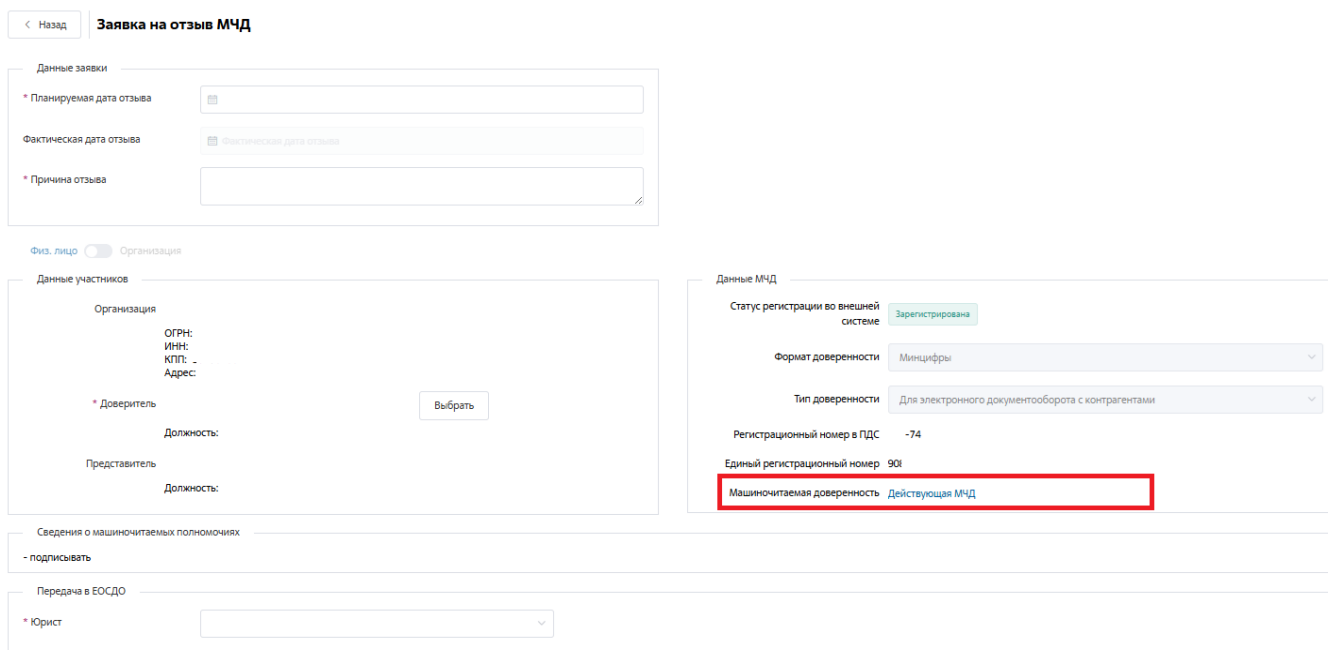 Назад
Заявка на отзыв МЧД
Данные заявки
* Планируемая дата отзыва
Фактическая дата отзыва
Фактическая дата отзыва
* Причина отзыва
Физ. лицо Организация
Данные участников
Организация
ОГРН:
ИНН:
КПП: -
Адрес:
* Доверитель
Выбрать
Должность:
Представитель
Должность:
Данные МЧД
Статус регистрации во внешней
системе
Зарегистрирована
Формат доверенности Минцифры
Тип доверенности Для электронного документооборота с контрагентами
Регистрационный номер в ПДС -74
Единый регистрационный номер 90
Машиночитаемая доверенность Действующая МЧД
Сведения о машиночитаемых полномочиях
- подписывать
Передача в ЕОСДО
* Юрист